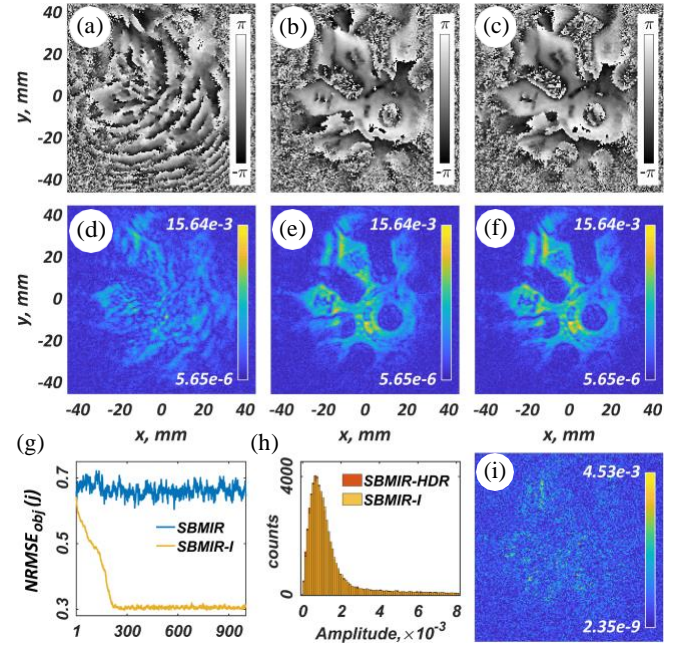 (a) (b) (c)
π π π
-π -π -π
40
20
0
-20
-40
y, mm
(d) (e) (f)
15.64e-3 15.64e-3 15.64e-3
5.65e-6 5.65e-6 5.65e-6
40
20
0
-20
-40
y, mm
-40 -20 0 20 40 -40 -20 0 20 40 -40 -20 0 20 40
x, mm x, mm x, mm
(g)
0.7
0.5
0.3
NRMSE_obj (j)
SBMIR
SBMIR-I
1 300 600 900
(h)
4000
0
counts
SBMIR-HDR
SBMIR-I
0 2 4 6 8
Amplitude, ×10⁻³
(i)
4.53e-3
2.35e-9